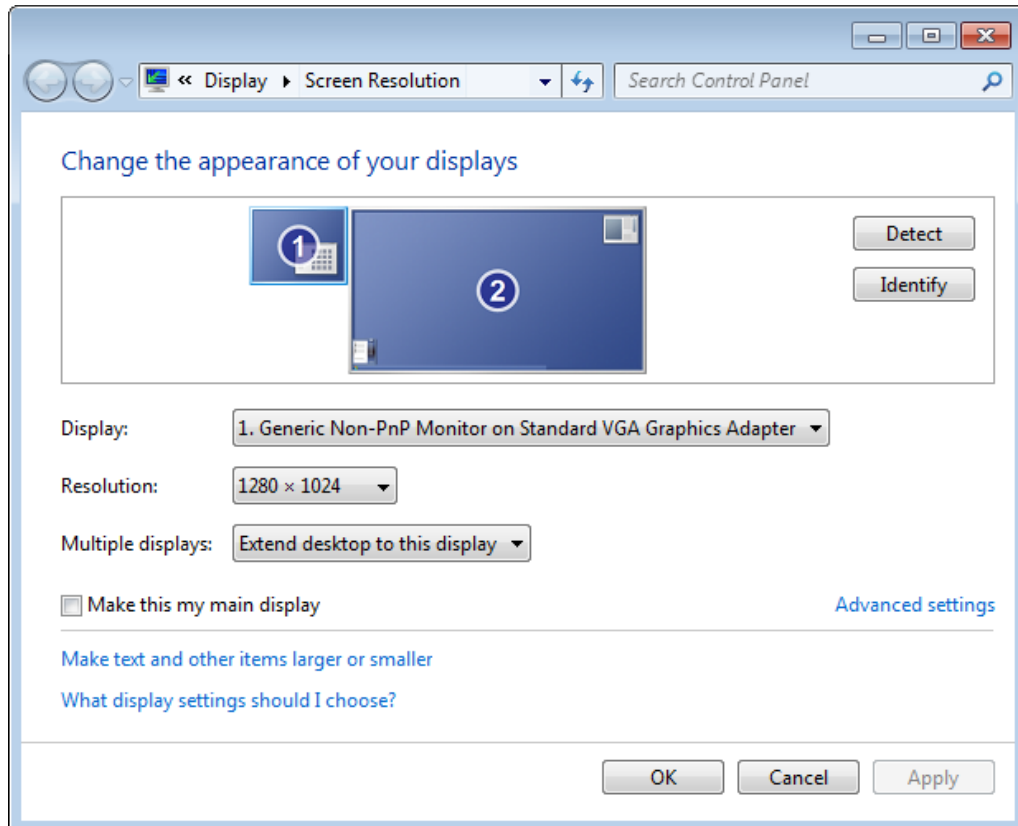 « Display ▸ Screen Resolution
Search Control Panel
Change the appearance of your displays
1
2
Detect
Identify
Display: 1. Generic Non-PnP Monitor on Standard VGA Graphics Adapter
Resolution: 1280 × 1024
Multiple displays: Extend desktop to this display
Make this my main display
Advanced settings
Make text and other items larger or smaller
What display settings should I choose?
OK Cancel Apply